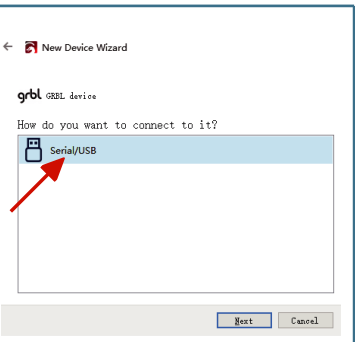 New Device Wizard
grbl GRBL device
How do you want to connect to it?
Serial/USB
Next Cancel